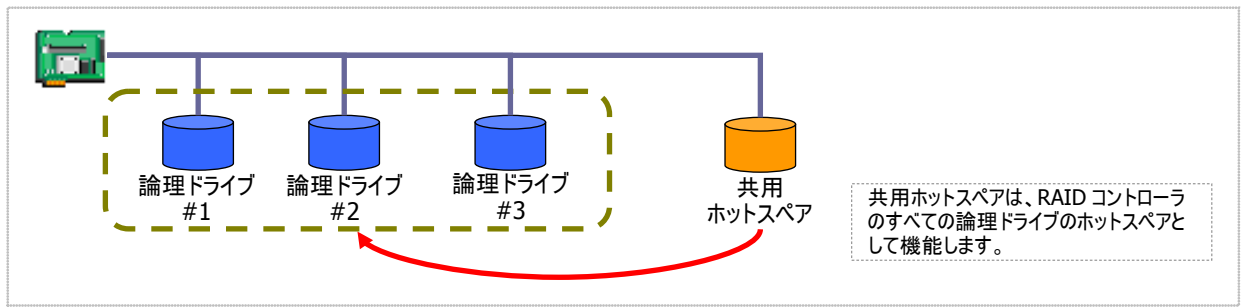 論理ドライブ
#1
論理ドライブ
#2
論理ドライブ
#3
共用
ホットスペア
共用ホットスペアは、RAID コントローラ
のすべての論理ドライブのホットスペアと
して機能します。